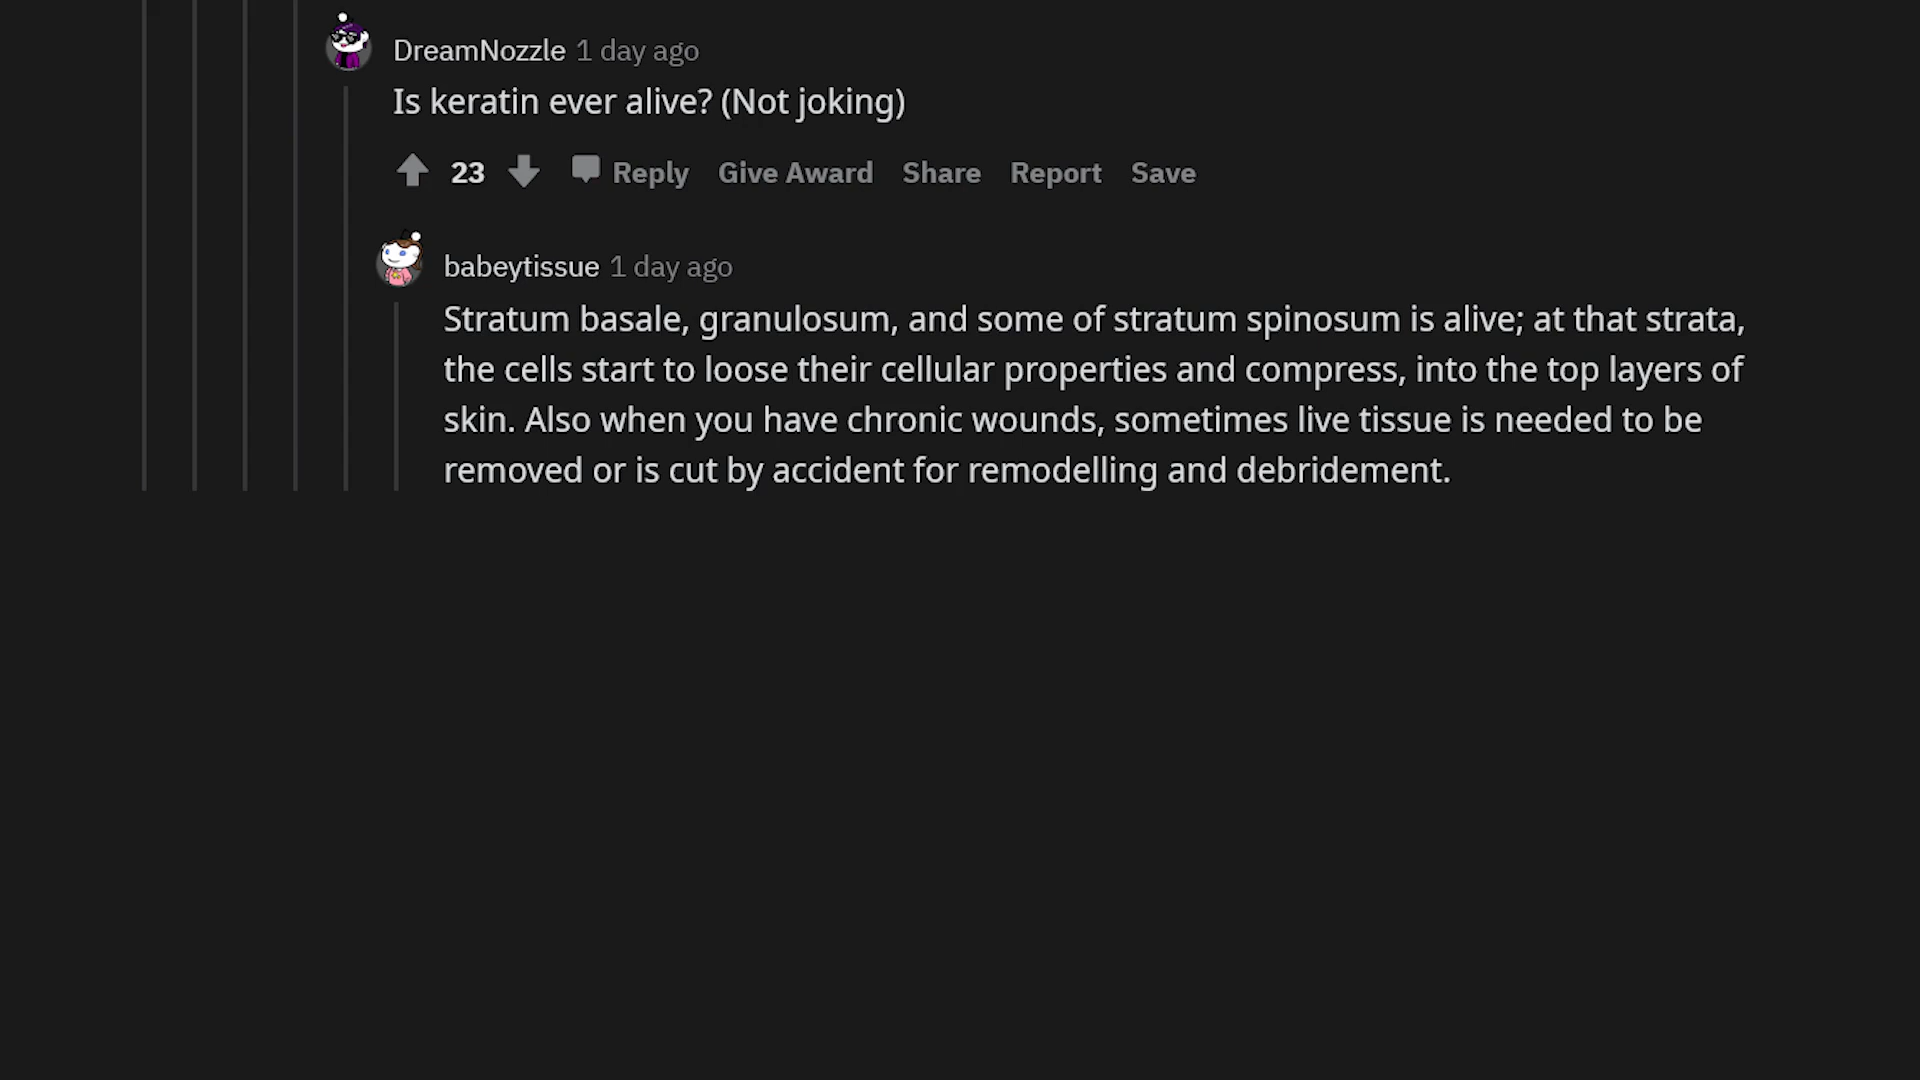 DreamNozzle 1 day ago
Is keratin ever alive? (Not joking)
23 Reply Give Award Share Report Save
babeytissue 1 day ago
Stratum basale, granulosum, and some of stratum spinosum is alive; at that strata,
the cells start to loose their cellular properties and compress, into the top layers of
skin. Also when you have chronic wounds, sometimes live tissue is needed to be
removed or is cut by accident for remodelling and debridement.